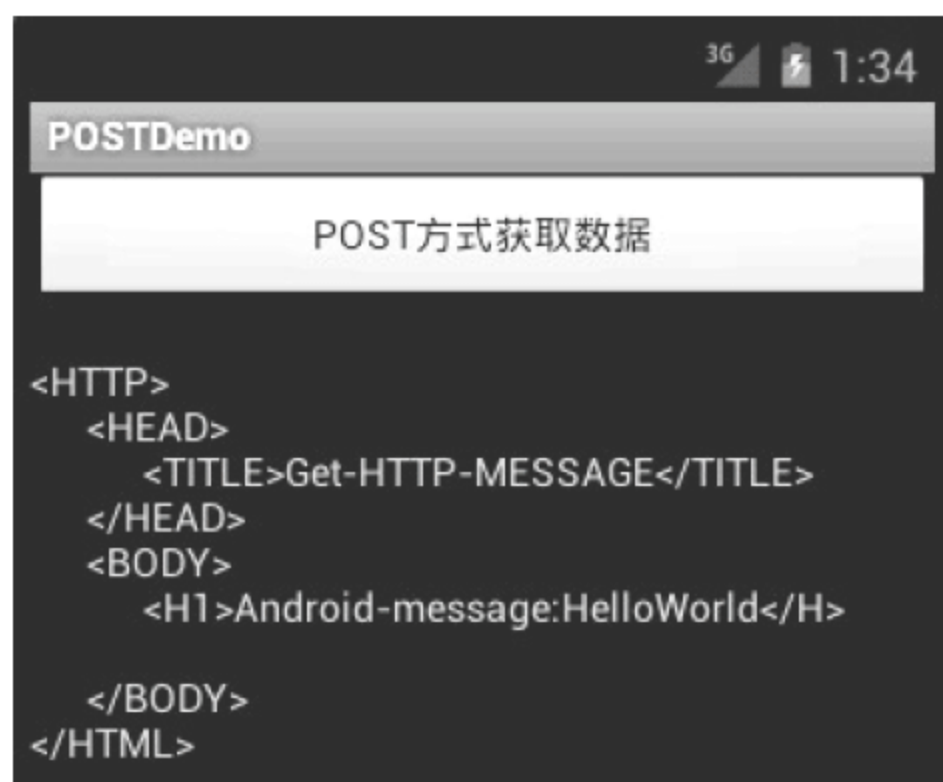 3G 1:34
POSTDemo
POST方式获取数据
<HTTP>
<HEAD>
<TITLE>Get-HTTP-MESSAGE</TITLE>
</HEAD>
<BODY>
<H1>Android-message:HelloWorld</H>
</BODY>
</HTML>